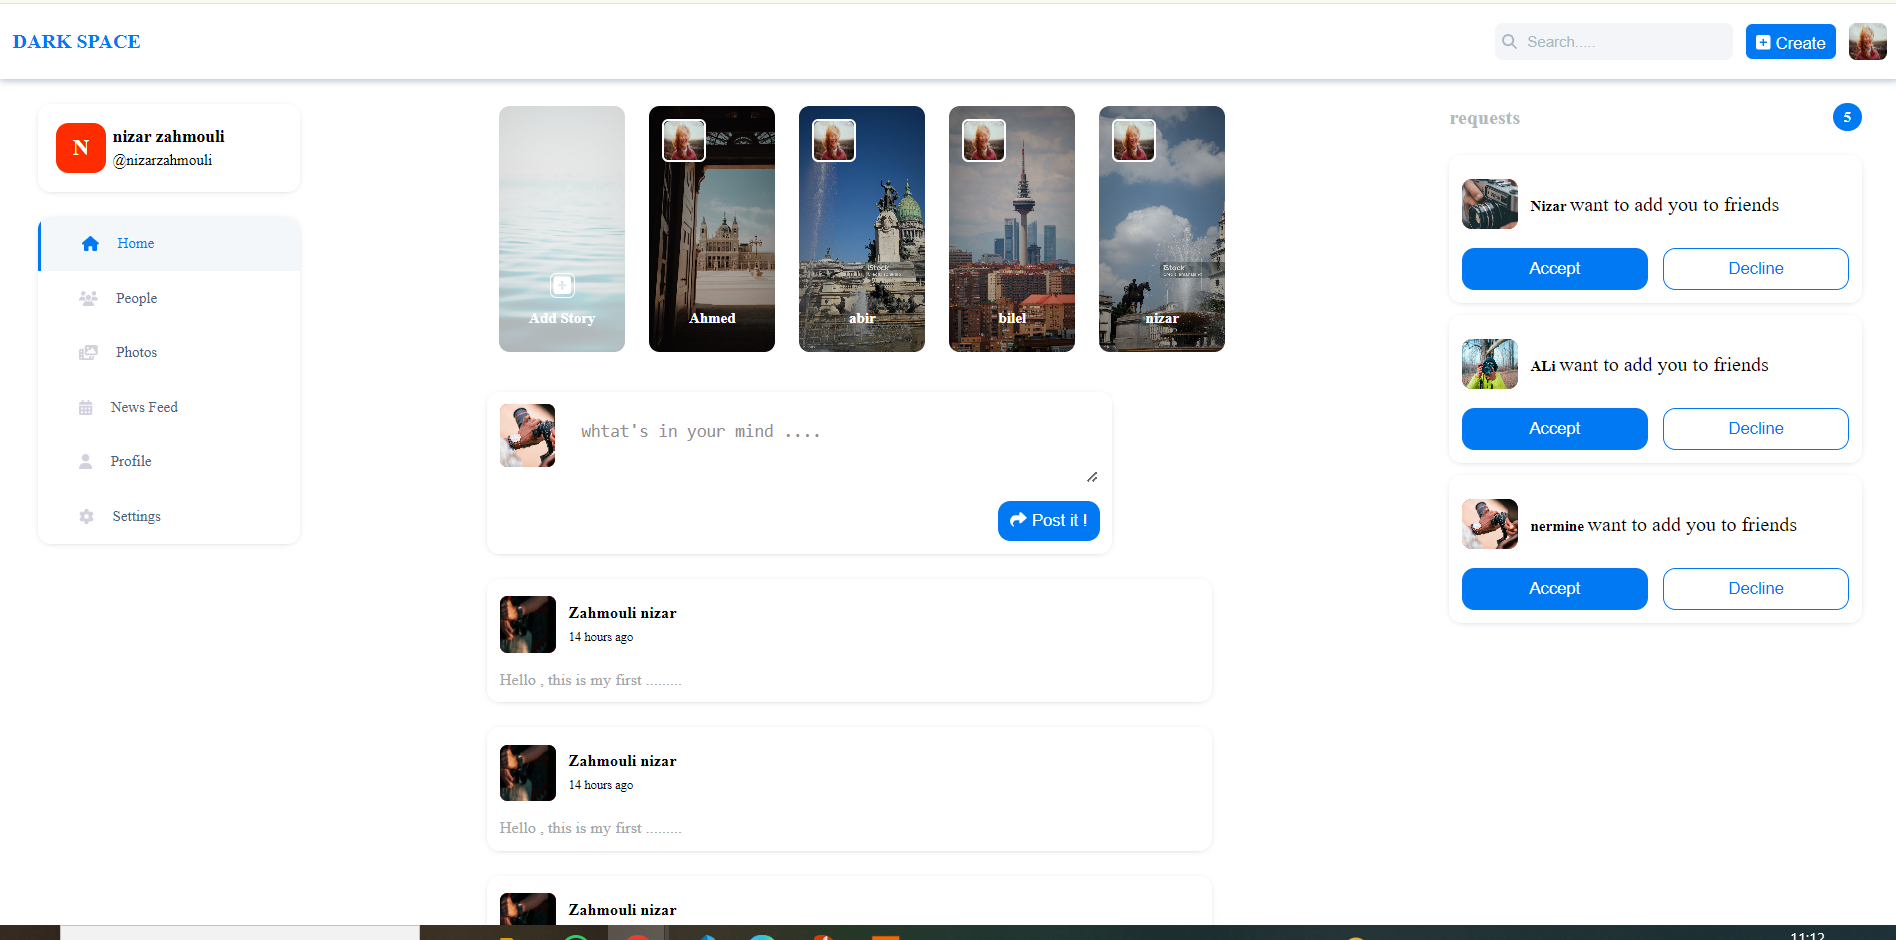 DARK SPACE
Search.....
Create
N
nizar zahmouli
@nizarzahmouli
Home
People
Photos
News Feed
Profile
Settings
Add Story
Ahmed
iStock
abir
bilel
iStock
nizar
whtat's in your mind ....
Post it !
Zahmouli nizar
14 hours ago
Hello , this is my first .........
Zahmouli nizar
14 hours ago
Hello , this is my first .........
Zahmouli nizar
requests
5
Nizar want to add you to friends
Accept
Decline
ALi want to add you to friends
Accept
Decline
nermine want to add you to friends
Accept
Decline
11:12